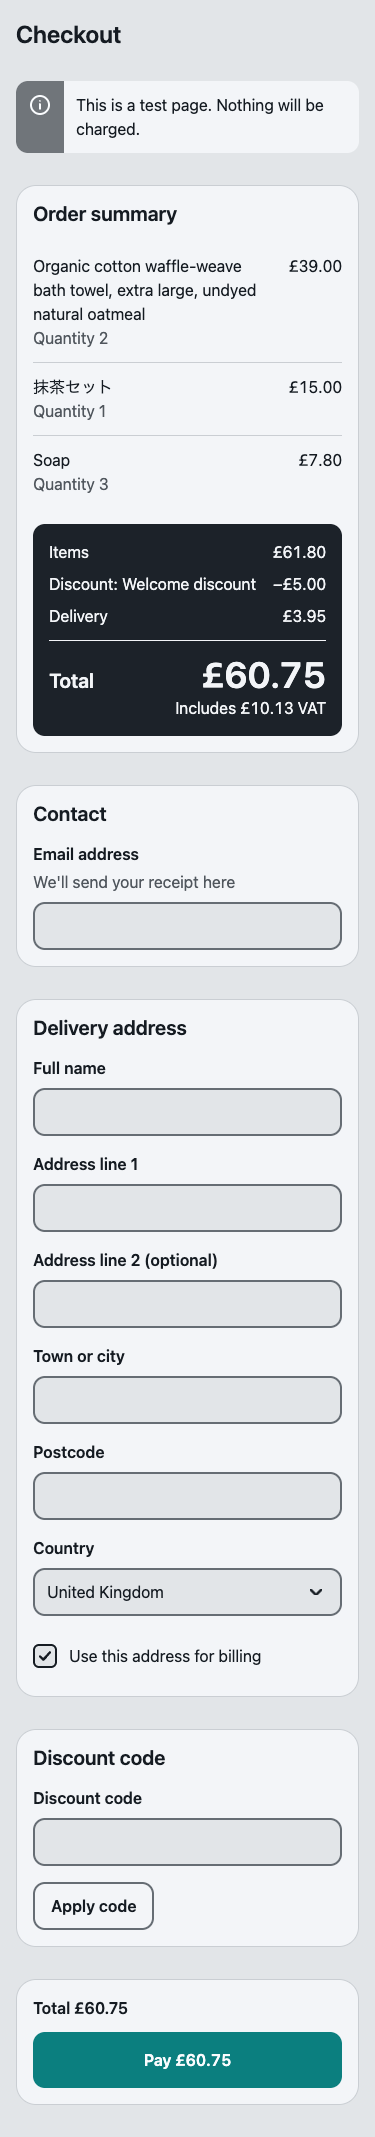 Checkout
This is a test page. Nothing will be
charged.
Order summary
Organic cotton waffle-weave £39.00
bath towel, extra large, undyed
natural oatmeal
Quantity 2
抹茶セット £15.00
Quantity 1
Soap £7.80
Quantity 3
Items £61.80
Discount: Welcome discount −£5.00
Delivery £3.95
Total £60.75
Includes £10.13 VAT
Contact
Email address
We'll send your receipt here
Delivery address
Full name
Address line 1
Address line 2 (optional)
Town or city
Postcode
Country
United Kingdom
Use this address for billing
Discount code
Discount code
Apply code
Total £60.75
Pay £60.75